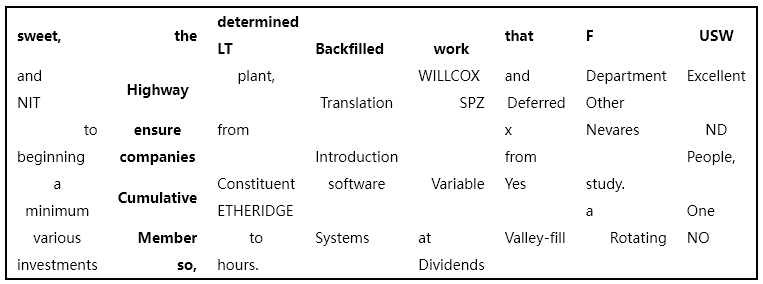 sweet, the determined LT Backfilled work that F USW
and Highway plant, WILLCOX and Department Excellent
NIT Translation SPZ Deferred Other
to ensure from x Nevares ND
beginning companies Introduction from People,
a Cumulative Constituent software Variable Yes study.
minimum ETHERIDGE a One
various Member to Systems at Valley-fill Rotating NO
investments so, hours. Dividends